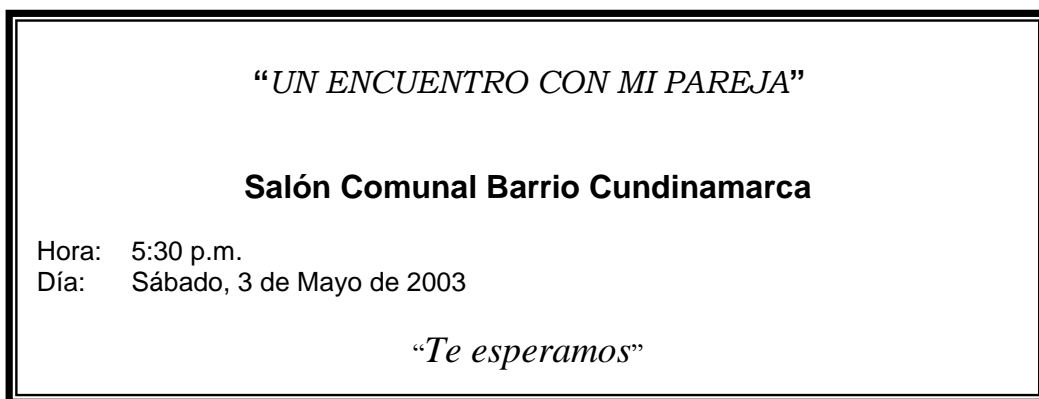 “UN ENCUENTRO CON MI PAREJA”
Salón Comunal Barrio Cundinamarca
Hora: 5:30 p.m.
Día: Sábado, 3 de Mayo de 2003
“Te esperamos”